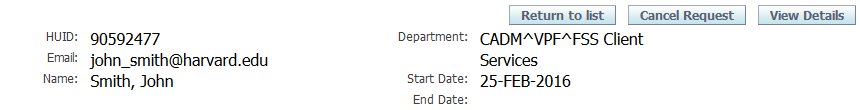 Return to list Cancel Request View Details
HUID: 90592477 Department: CADM^VPF^FSS Client
Email: john_smith@harvard.edu Services
Name: Smith, John Start Date: 25-FEB-2016
End Date: